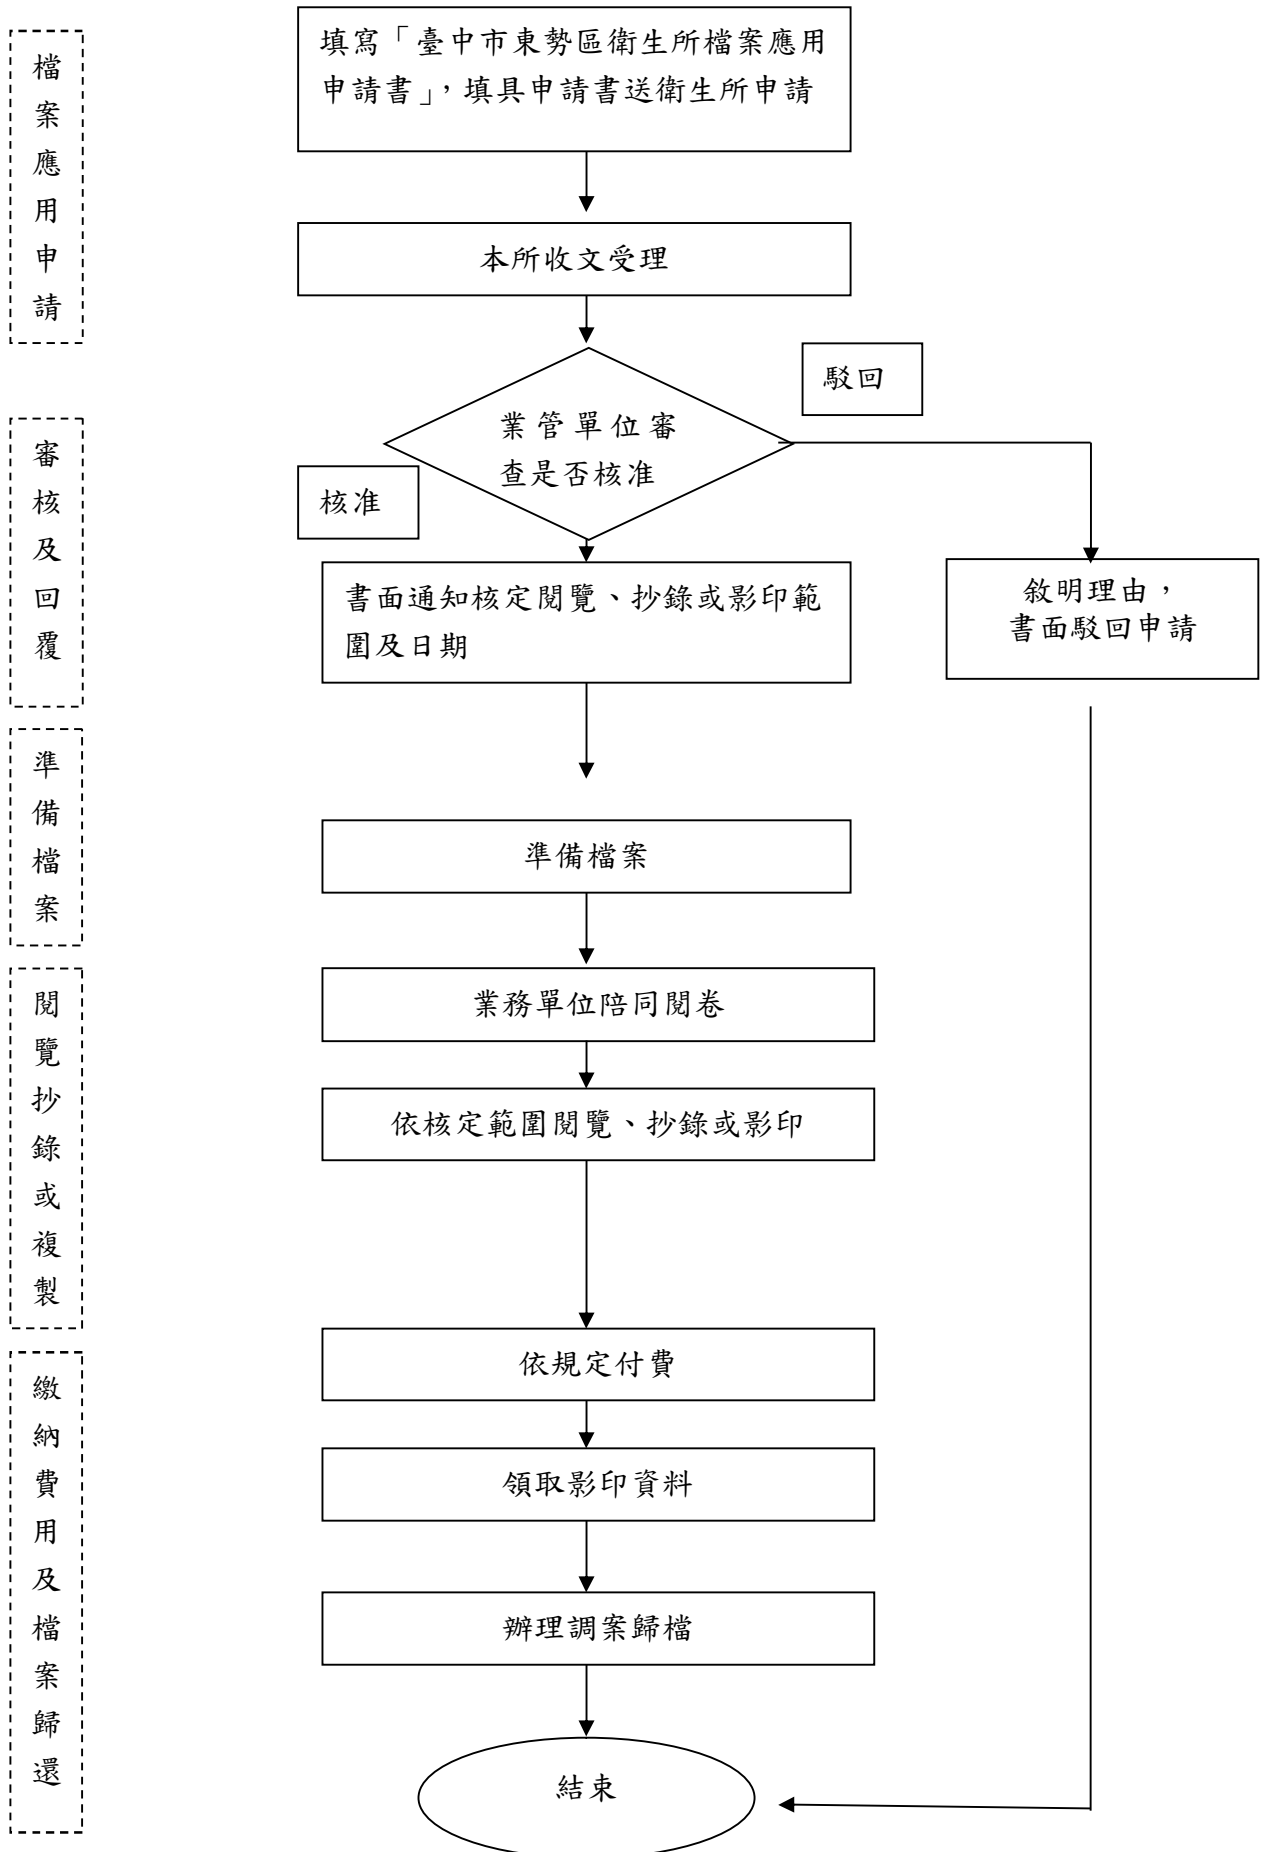 檔案應用申請
填寫「臺中市東勢區衛生所檔案應用
申請書」,填具申請書送衛生所申請
本所收文受理
審核及回覆
業管單位審
查是否核准
駁回
核准
書面通知核定閱覽、抄錄或影印範
圍及日期
敘明理由,
書面駁回申請
準備檔案
準備檔案
閱覽抄錄或複製
業務單位陪同閱卷
依核定範圍閱覽、抄錄或影印
繳納費用及檔案歸還
依規定付費
領取影印資料
辦理調案歸檔
結束